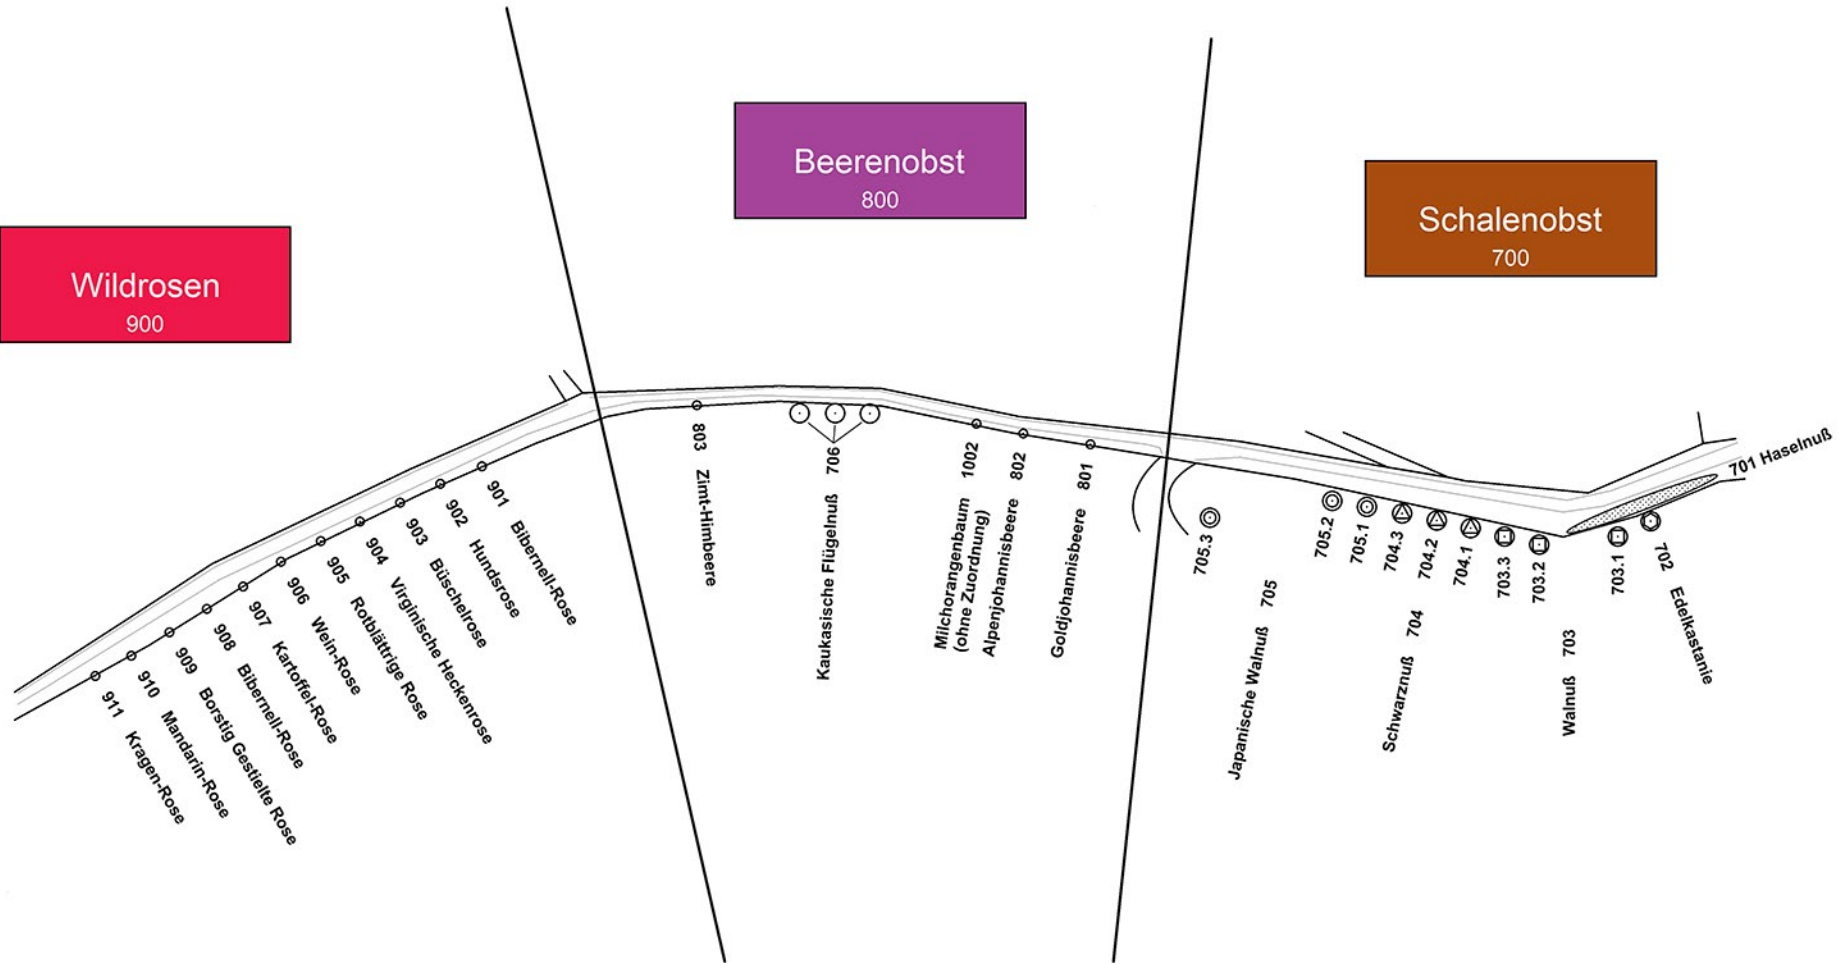 Wildrosen
900
Beerenobst
800
Schalenobst
700
911 Kragen-Rose
910 Mandarin-Rose
909 Borstig Gestielte Rose
908 Bibernell-Rose
907 Kartoffel-Rose
906 Wein-Rose
905 Rotblättrige Rose
904 Virginische Heckenrose
903 Büschelrose
902 Hundsrose
901 Bibernell-Rose
803 Zimt-Himbeere
Kaukasische Flügelnuß 706
Milchorangenbaum 1002
(ohne Zuordnung)
Alpenjohannisbeere 802
Goldjohannisbeere 801
705.3
Japanische Walnuß 705
705.2
705.1
704.3
704.2
704.1
Schwarznuß 704
703.3
703.2
Walnuß 703
703.1
702 Edelkastanie
701 Haselnuß